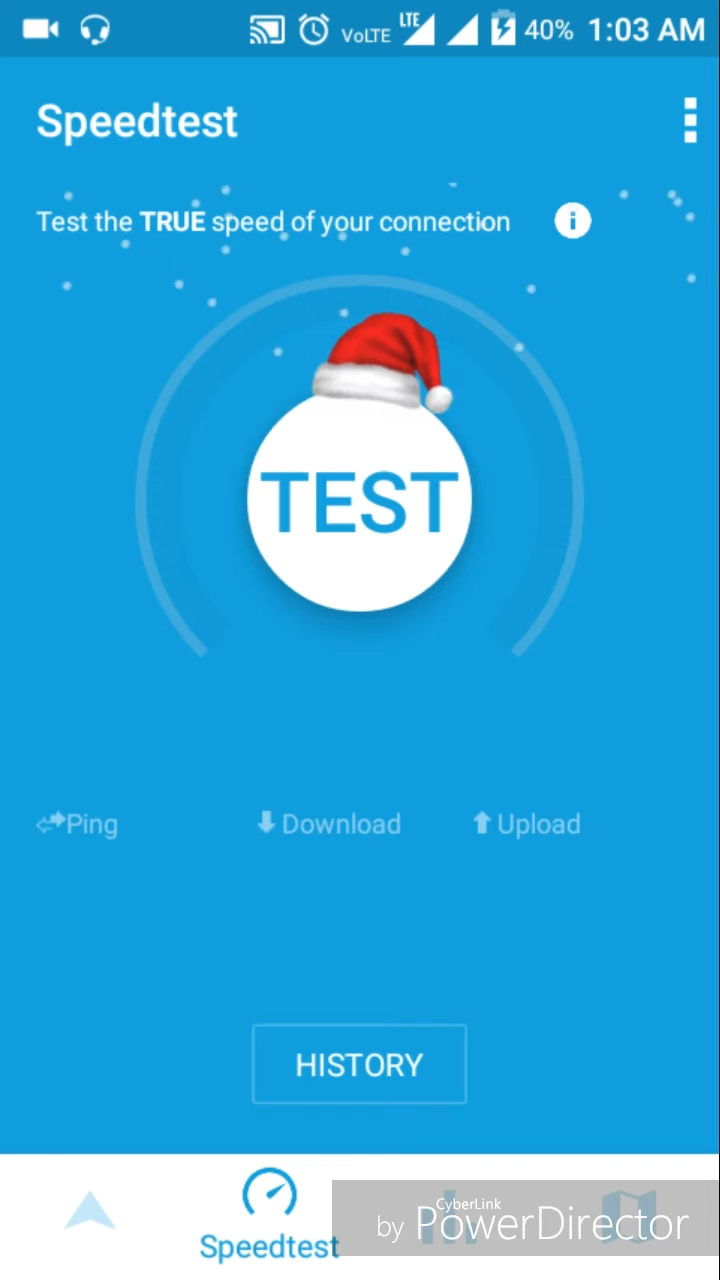 VoLTE LTE 40% 1:03 AM
Speedtest
Test the TRUE speed of your connection
TEST
Ping Download Upload
HISTORY
Speedtest
CyberLink
by PowerDirector